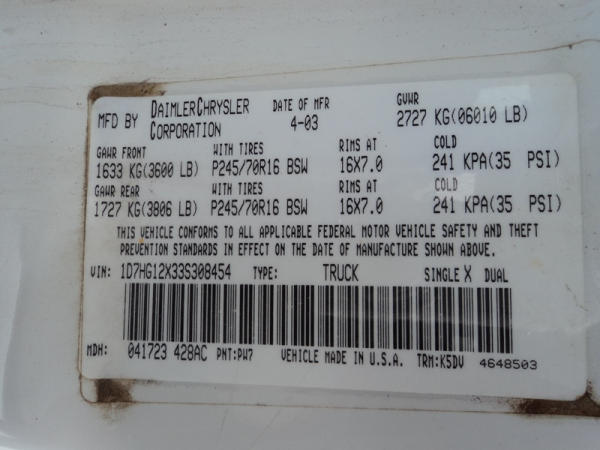 MFD BY DAIMLERCHRYSLER CORPORATION DATE OF MFR 4-03 GVWR 2727 KG(06010 LB)
GAWR FRONT WITH TIRES RIMS AT COLD
1633 KG(3600 LB) P245/70R16 BSW 16X7.0 241 KPA(35 PSI)
GAWR REAR WITH TIRES RIMS AT COLD
1727 KG(3806 LB) P245/70R16 BSW 16X7.0 241 KPA(35 PSI)
THIS VEHICLE CONFORMS TO ALL APPLICABLE FEDERAL MOTOR VEHICLE SAFETY AND THEFT
PREVENTION STANDARDS IN EFFECT ON THE DATE OF MANUFACTURE SHOWN ABOVE.
VIN: 1D7HG12X33S308454 TYPE: TRUCK SINGLE X DUAL
MDH: 041723 428AC PNT:PW7 VEHICLE MADE IN U.S.A. TRM:K5DV 4648503